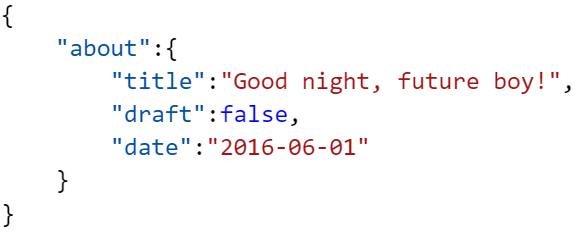 {
    "about":{
        "title":"Good night, future boy!",
        "draft":false,
        "date":"2016-06-01"
    }
}